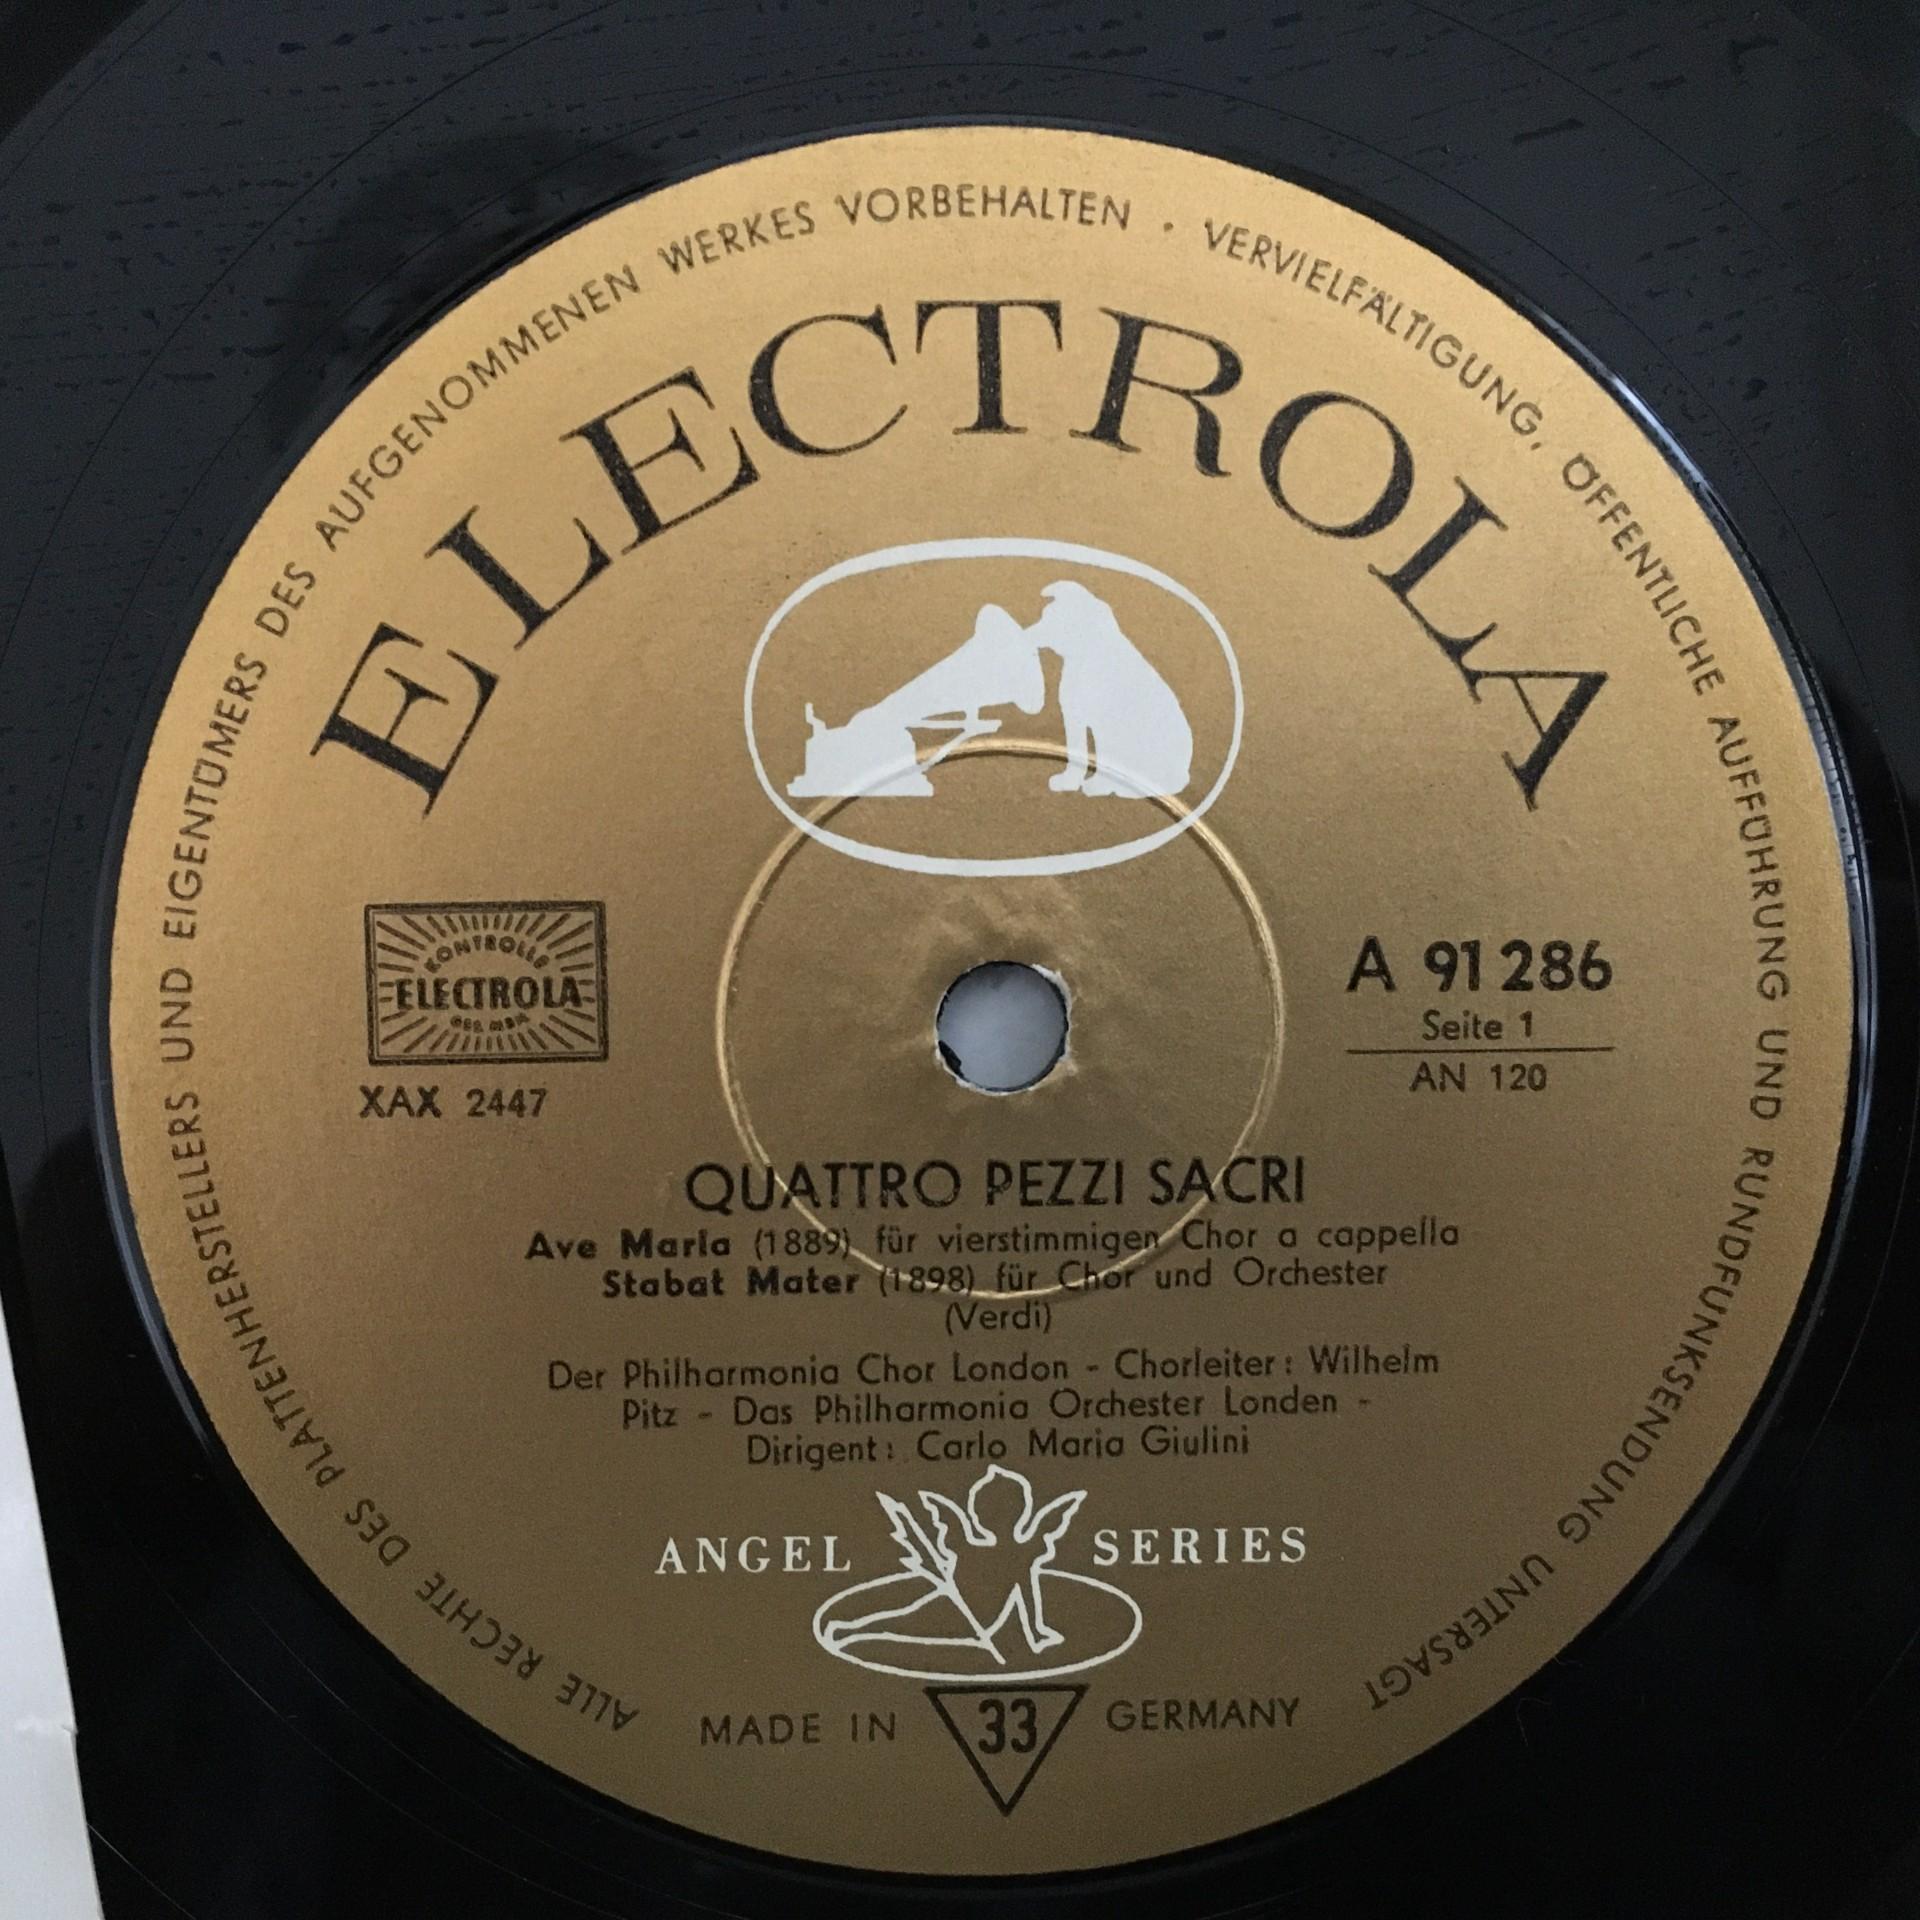 ALLE RECHTE DES PLATTENHERSTELLERS UND EIGENTÜMERS DES AUFGENOMMENEN WERKES VORBEHALTEN · VERVIELFÄLTIGUNG, ÖFFENTLICHE AUFFÜHRUNG UND RUNDFUNKSENDUNG UNTERSAGT
ELECTROLA
KONTROLLE
ELECTROLA
GES. MBH
XAX 2447
A 91 286
Seite 1
AN 120
QUATTRO PEZZI SACRI
Ave Maria (1889) für vierstimmigen Chor a cappella
Stabat Mater (1898) für Chor und Orchester
(Verdi)
Der Philharmonia Chor London - Chorleiter: Wilhelm
Pitz - Das Philharmonia Orchester Londen -
Dirigent: Carlo Maria Giulini
ANGEL SERIES
MADE IN 33 GERMANY